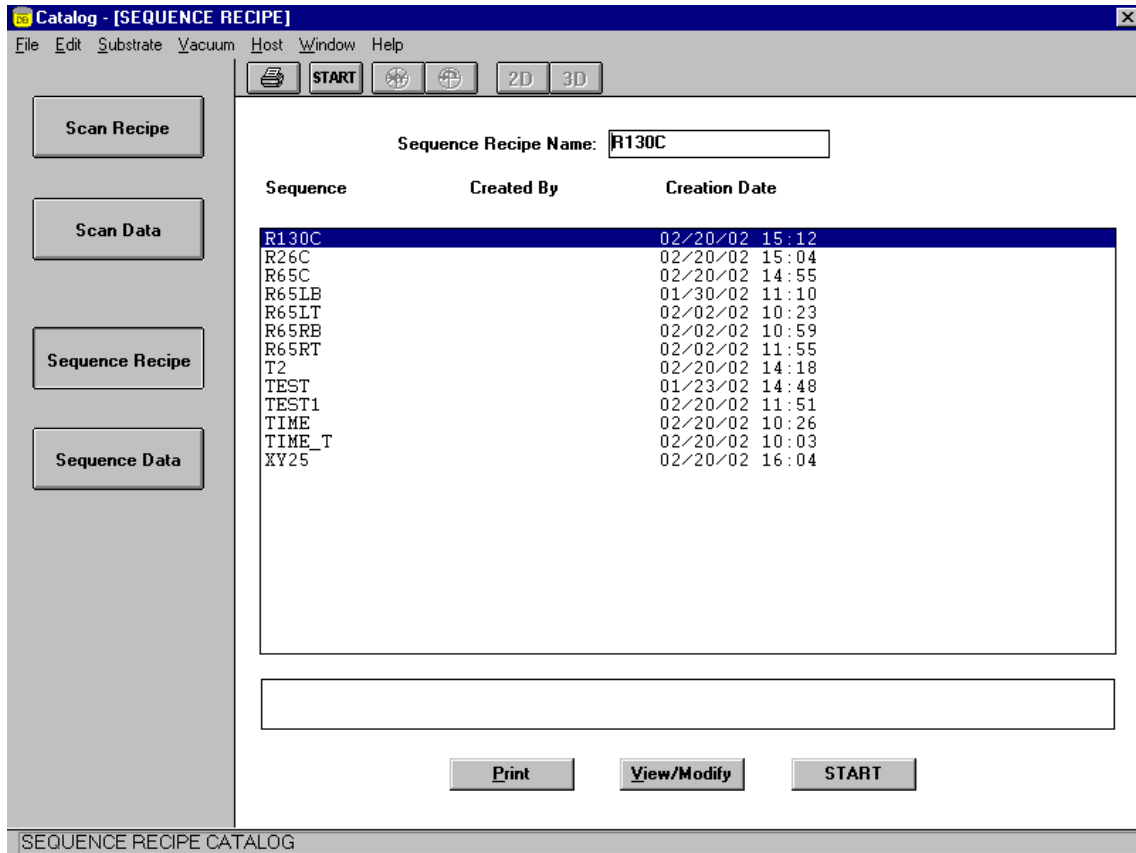 Catalog - [SEQUENCE RECIPE]
File Edit Substrate Vacuum Host Window Help
START 2D 3D
Scan Recipe
Scan Data
Sequence Recipe
Sequence Data
Sequence Recipe Name: R130C
Sequence Created By Creation Date
R130C 02/20/02 15:12
R26C 02/20/02 15:04
R65C 02/20/02 14:55
R65LB 01/30/02 11:10
R65LT 02/02/02 10:23
R65RB 02/02/02 10:59
R65RT 02/02/02 11:55
T2 02/20/02 14:18
TEST 01/23/02 14:48
TEST1 02/20/02 11:51
TIME 02/20/02 10:26
TIME_T 02/20/02 10:03
XY25 02/20/02 16:04
Print View/Modify START
SEQUENCE RECIPE CATALOG